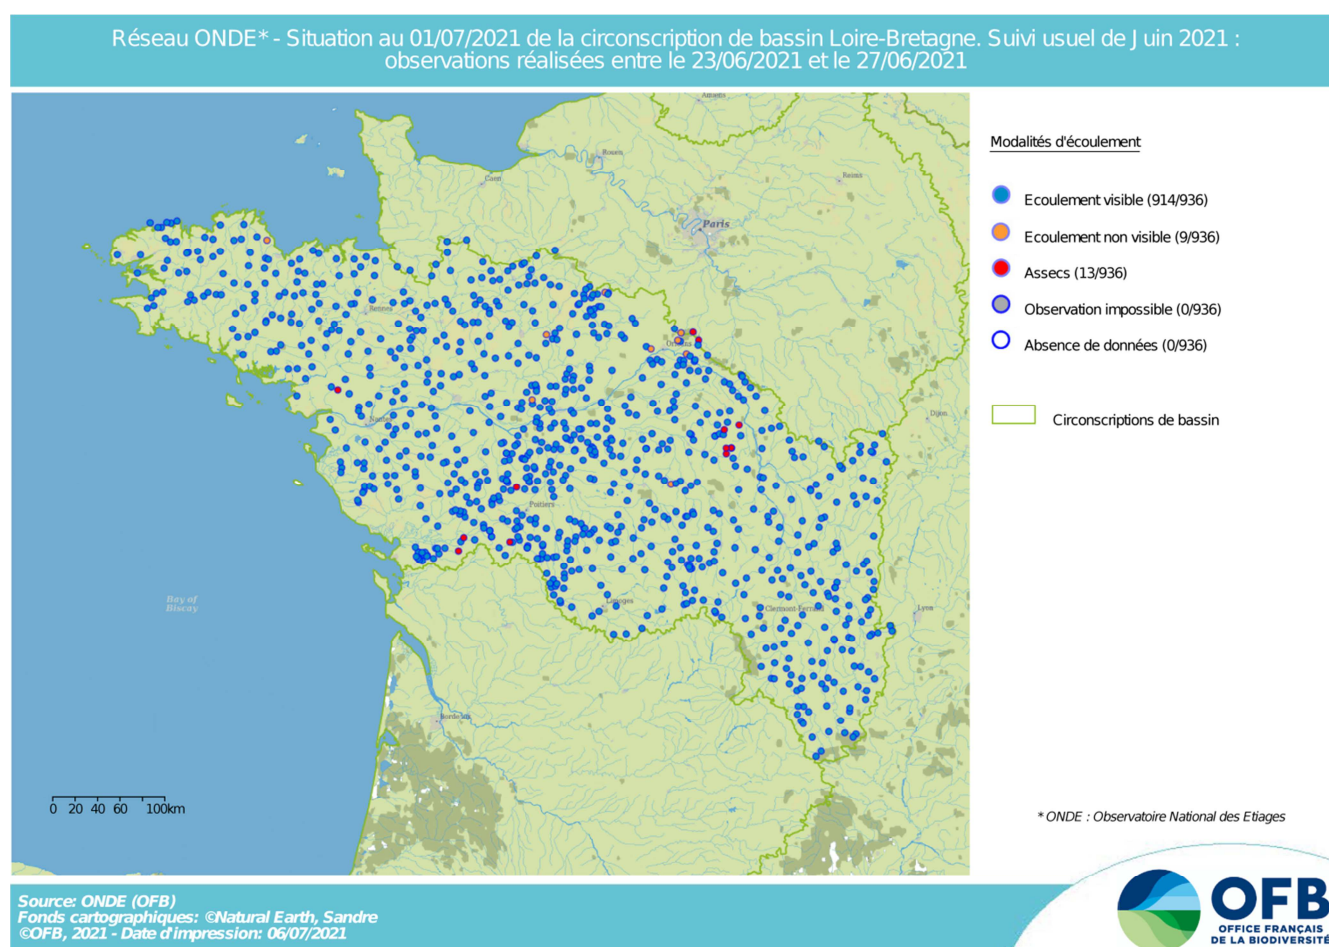 Réseau ONDE* - Situation au 01/07/2021 de la circonscription de bassin Loire-Bretagne. Suivi usuel de Juin 2021 :
observations réalisées entre le 23/06/2021 et le 27/06/2021
Amiens
Rouen
Caen
Reims
Paris
Rennes
Nantes
Dijon
Poitiers
Bay of
Biscay
Limoges
Clermont-Ferrand
Lyon
Bordeaux
0 20 40 60 100km
Modalités d'écoulement
Ecoulement visible (914/936)
Ecoulement non visible (9/936)
Assecs (13/936)
Observation impossible (0/936)
Absence de données (0/936)
Circonscriptions de bassin
* ONDE : Observatoire National des Etiages
Source: ONDE (OFB)
Fonds cartographiques: ©Natural Earth, Sandre
©OFB, 2021 - Date d'impression: 06/07/2021
OFB
OFFICE FRANÇAIS
DE LA BIODIVERSITÉ